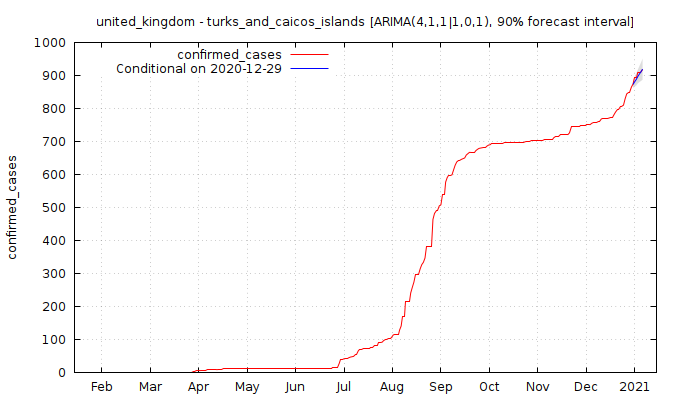 united_kingdom - turks_and_caicos_islands [ARIMA(4,1,1|1,0,1), 90% forecast interval]
confirmed_cases
Conditional on 2020-12-29
confirmed_cases
1000
900
800
700
600
500
400
300
200
100
0
Feb Mar Apr May Jun Jul Aug Sep Oct Nov Dec 2021